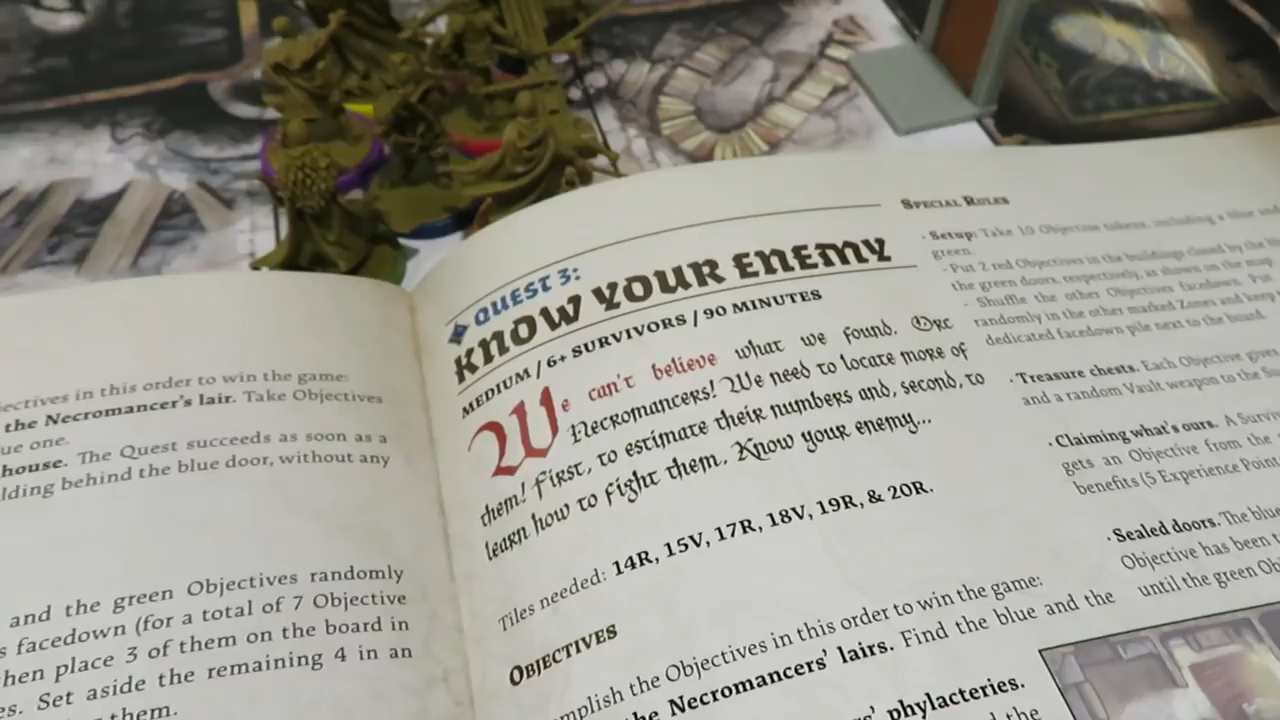 jectives in this order to win the game:
the Necromancer's lair. Take Objectives
ue one.
house. The Quest succeeds as soon as a
lding behind the blue door, without any
and the green Objectives randomly
s facedown (for a total of 7 Objective
hen place 3 of them on the board in
es. Set aside the remaining 4 in an
them.
QUEST 3:
KNOW YOUR ENEMY
MEDIUM / 6+ SURVIVORS / 90 MINUTES
We can't believe what we found. Orc
Necromancers! We need to locate more of
them! First, to estimate their numbers and, second, to
learn how to fight them. Know your enemy...
Tiles needed: 14R, 15V, 17R, 18V, 19R, & 20R.
OBJECTIVES
mplish the Objectives in this order to win the game:
the Necromancers' lairs. Find the blue and the
phylacteries.
the
SPECIAL RULES
· Setup: Take 10 Objective tokens, including a blue and
green.
- Put 2 red Objectives in the buildings closed by the
the green doors, respectively, as shown on the map.
- Shuffle the other Objectives facedown. Put
randomly in the other marked Zones and keep
dedicated facedown pile next to the board.
· Treasure chests. Each Objective gives
and a random Vault weapon to the Su
· Claiming what's ours. A Surviv
gets an Objective from the
benefits (5 Experience Point
· Sealed doors. The blue
Objective has been t
until the green Ob